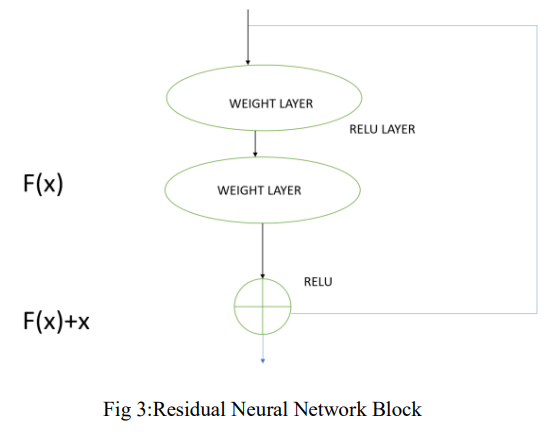 WEIGHT LAYER
RELU LAYER
F(x)
WEIGHT LAYER
RELU
F(x)+x
Fig 3:Residual Neural Network Block